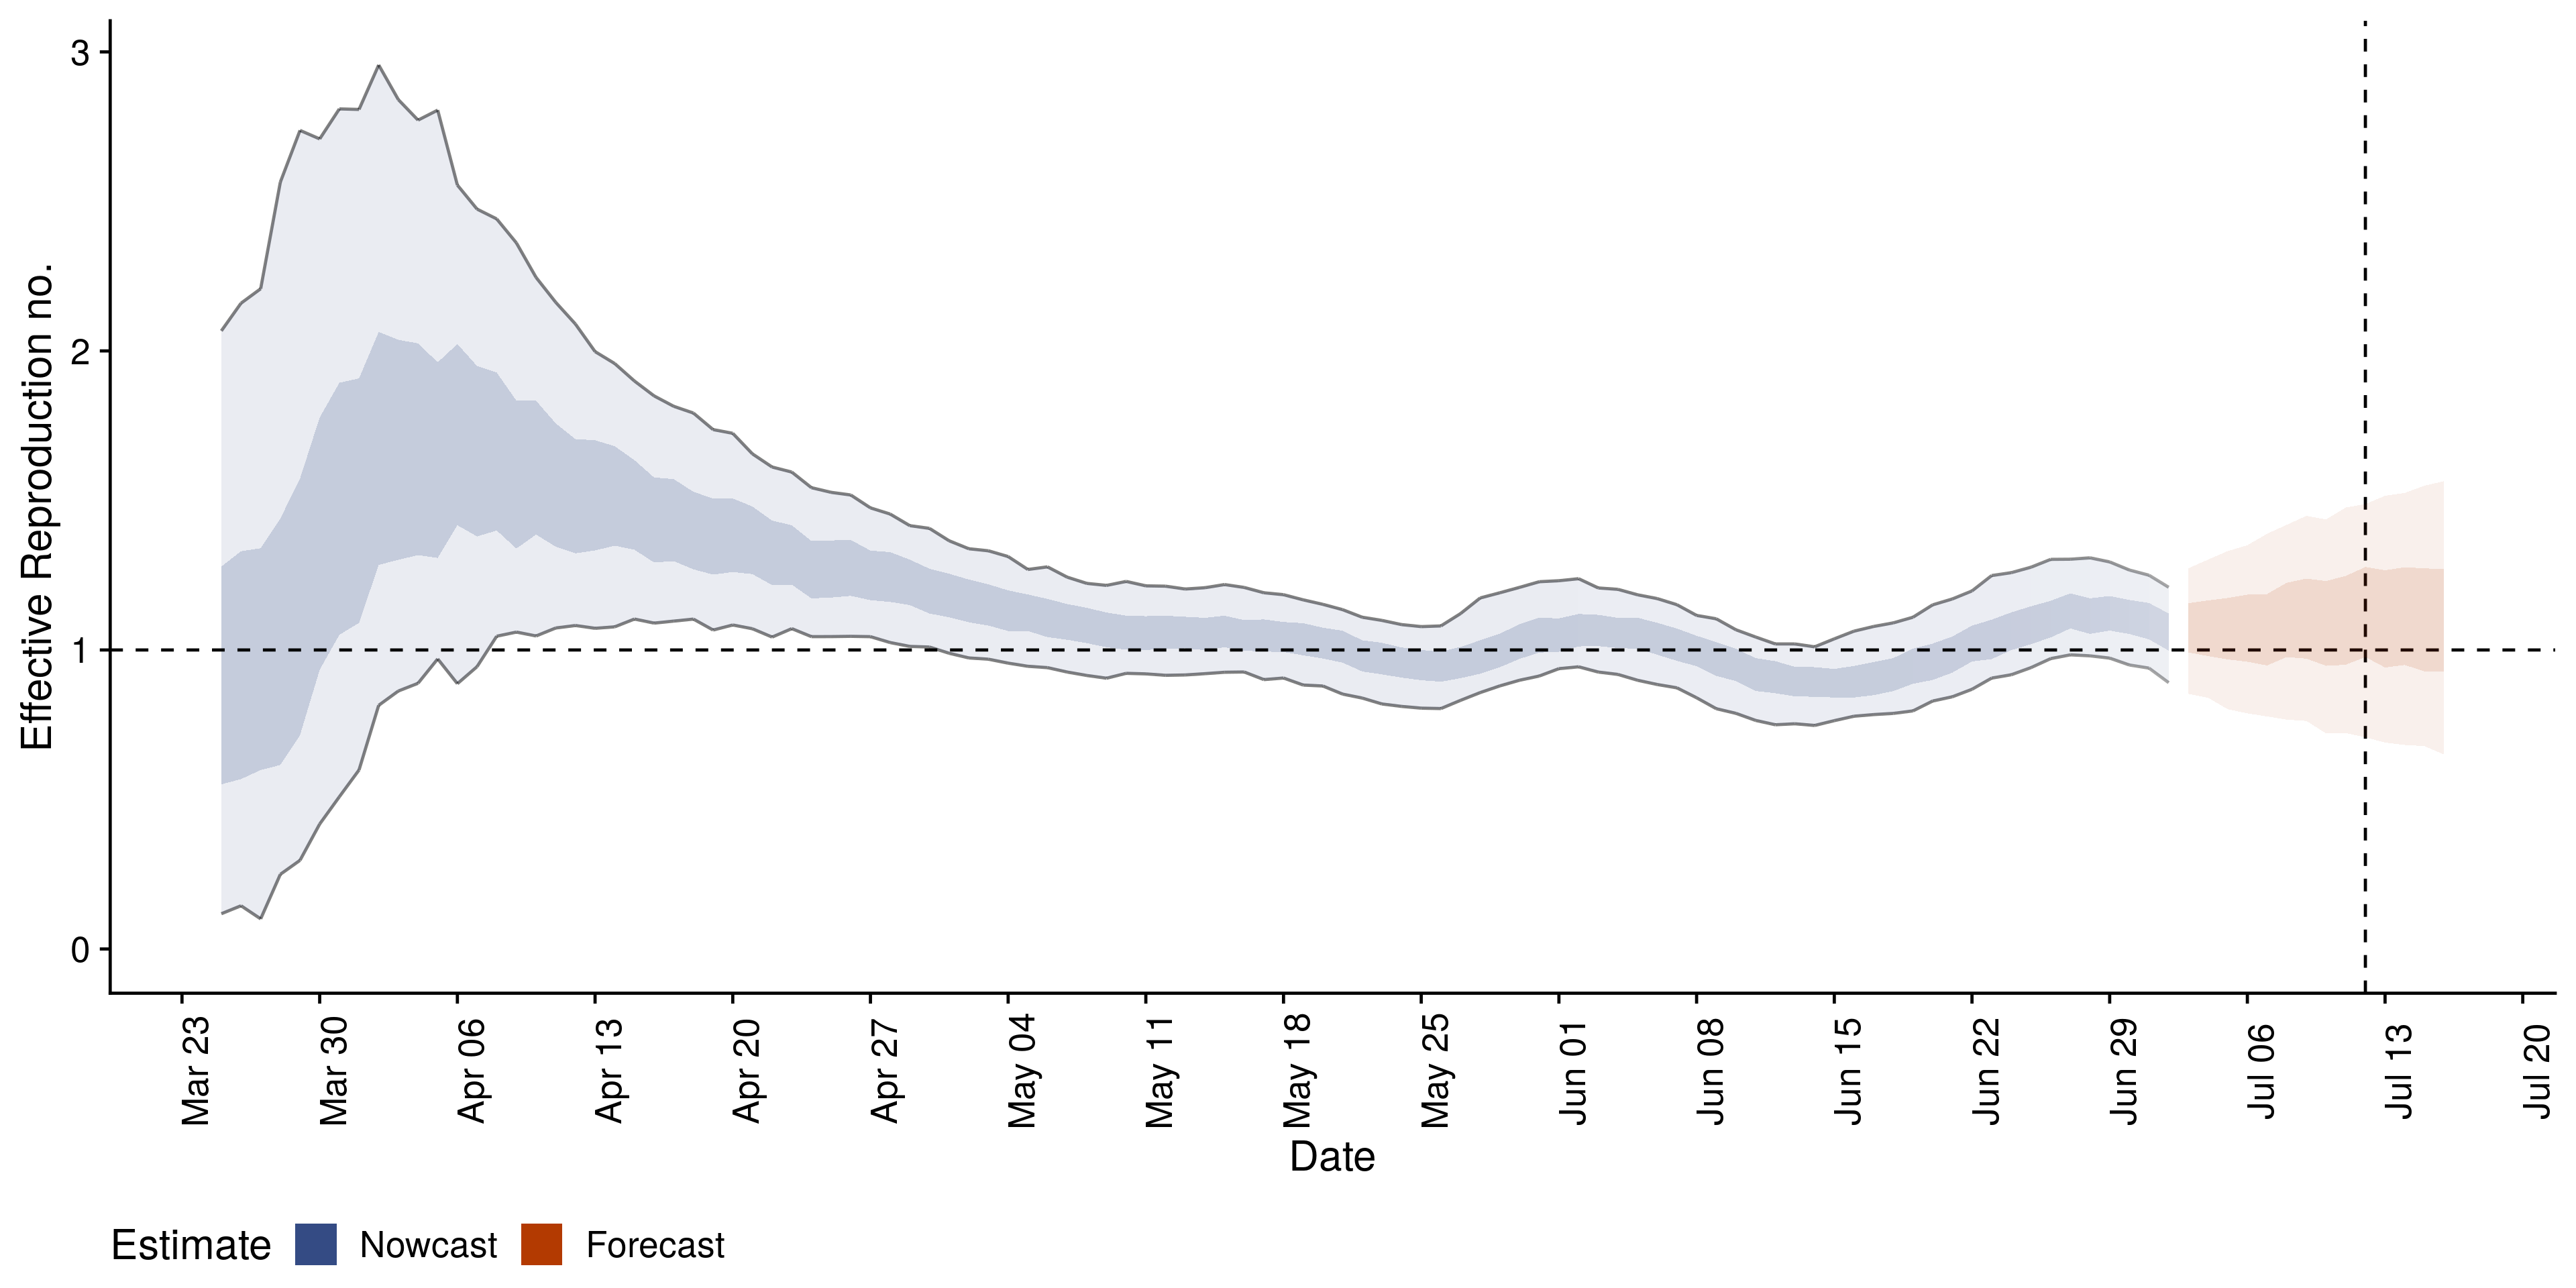 Effective Reproduction no.
3
2
1
0
Mar 23
Mar 30
Apr 06
Apr 13
Apr 20
Apr 27
May 04
May 11
May 18
May 25
Jun 01
Jun 08
Jun 15
Jun 22
Jun 29
Jul 06
Jul 13
Jul 20
Date
Estimate Nowcast Forecast